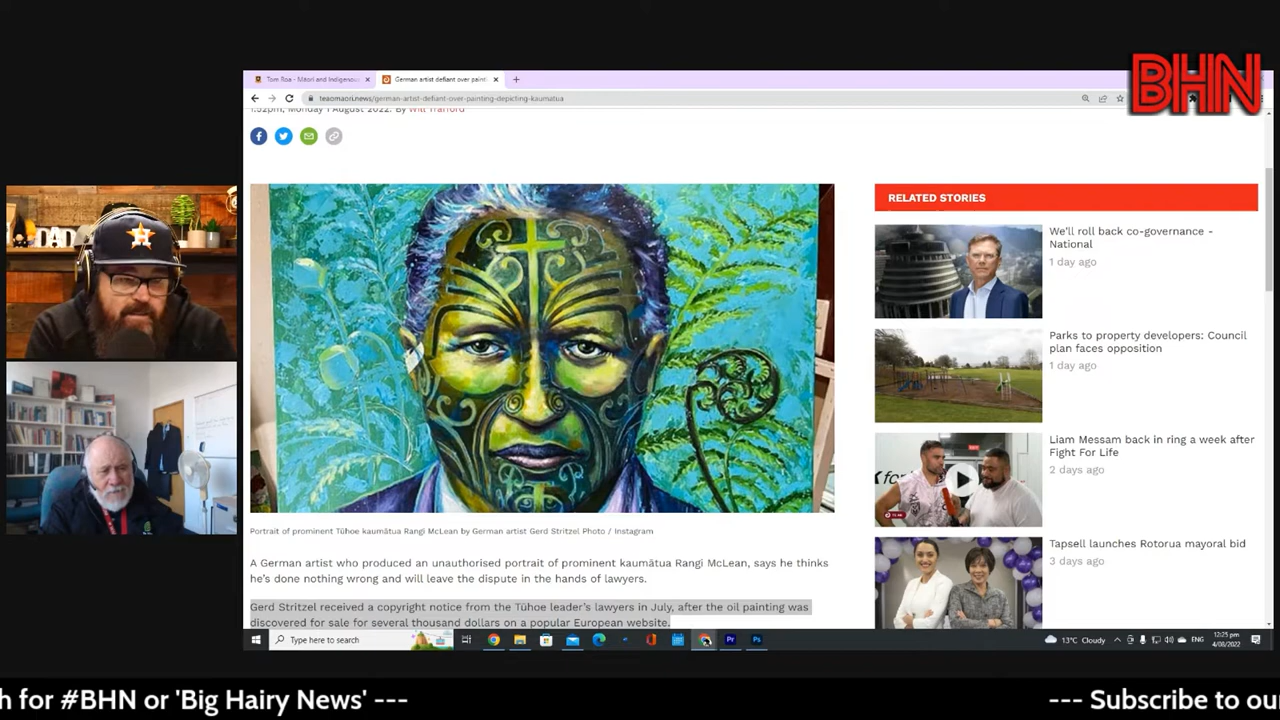 BHN
Tom Roa - Māori and Indigenous
German artist defiant over paint
teaomaori.news/german-artist-defiant-over-painting-depicting-kaumatua
1:52pm, Monday 1 August 2022. By Will Trafford
RELATED STORIES
We'll roll back co-governance -
National
1 day ago
Parks to property developers: Council
plan faces opposition
1 day ago
Liam Messam back in ring a week after
Fight For Life
2 days ago
Tapsell launches Rotorua mayoral bid
3 days ago
DAD
Portrait of prominent Tūhoe kaumātua Rangi McLean by German artist Gerd Stritzel Photo / Instagram
A German artist who produced an unauthorised portrait of prominent kaumātua Rangi McLean, says he thinks
he's done nothing wrong and will leave the dispute in the hands of lawyers.
Gerd Stritzel received a copyright notice from the Tūhoe leader's lawyers in July, after the oil painting was
discovered for sale for several thousand dollars on a popular European website.
Type here to search
13°C Cloudy
ENG
12:25 pm
4/08/2022
h for #BHN or 'Big Hairy News' ---
--- Subscribe to ou